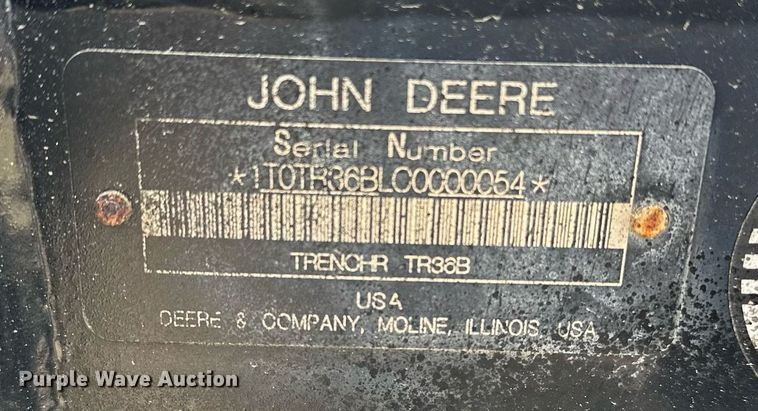 JOHN DEERE
Serial Number
*1T0TR36BLC0000054*
TRENCHR TR36B
USA
DEERE & COMPANY, MOLINE, ILLINOIS USA
Purple Wave Auction